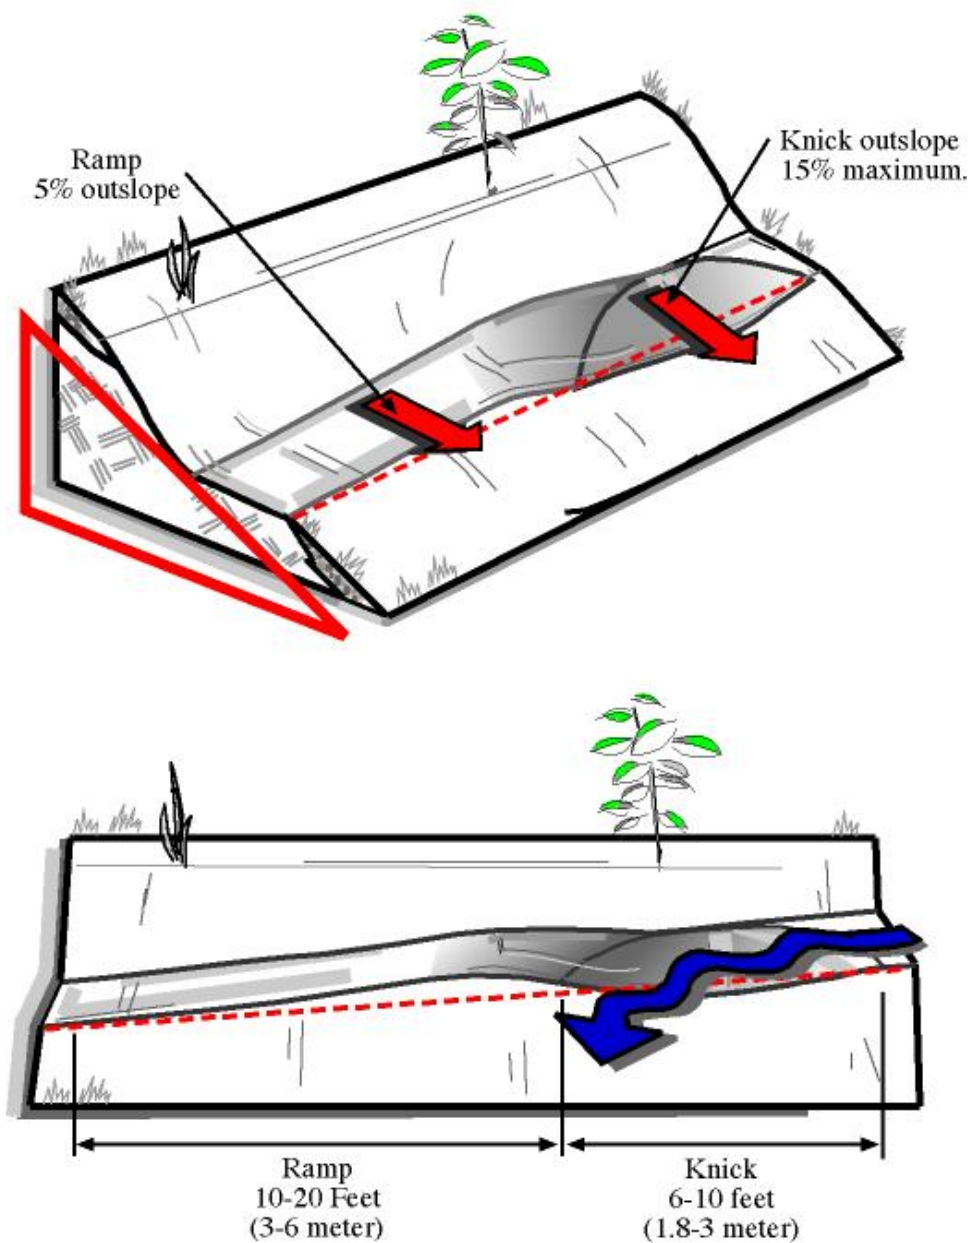 Ramp
5% outslope
Knick outslope
15% maximum.
Ramp
10-20 Feet
(3-6 meter)
Knick
6-10 feet
(1.8-3 meter)